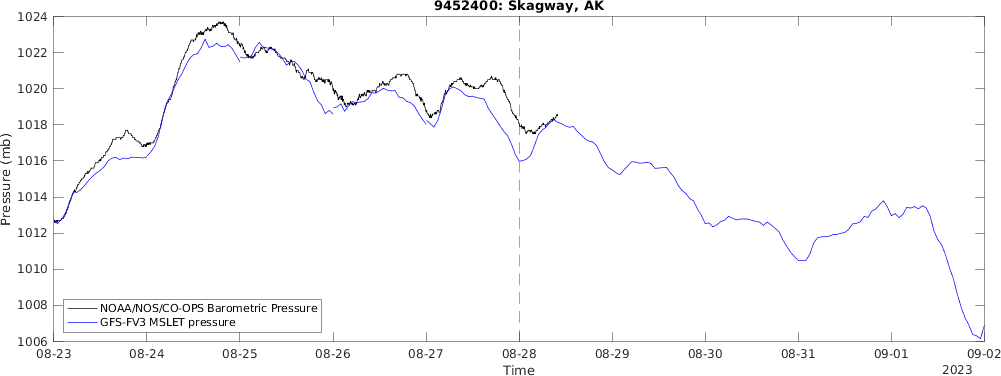 9452400: Skagway, AK
1024
1022
1020
1018
1016
1014
1012
1010
1008
1006
Pressure (mb)
NOAA/NOS/CO-OPS Barometric Pressure
GFS-FV3 MSLET pressure
08-23 08-24 08-25 08-26 08-27 08-28 08-29 08-30 08-31 09-01 09-02
Time
2023